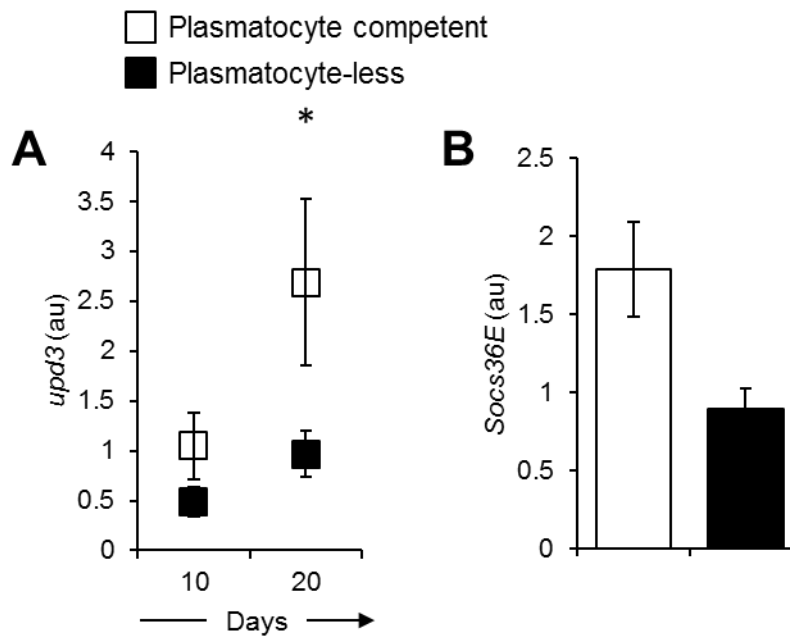 Plasmatocyte competent
Plasmatocyte-less
A
*
4
3.5
3
2.5
2
1.5
1
0.5
0
upd3 (au)
10 20
Days
B
2.5
2
1.5
1
0.5
0
Socs36E (au)